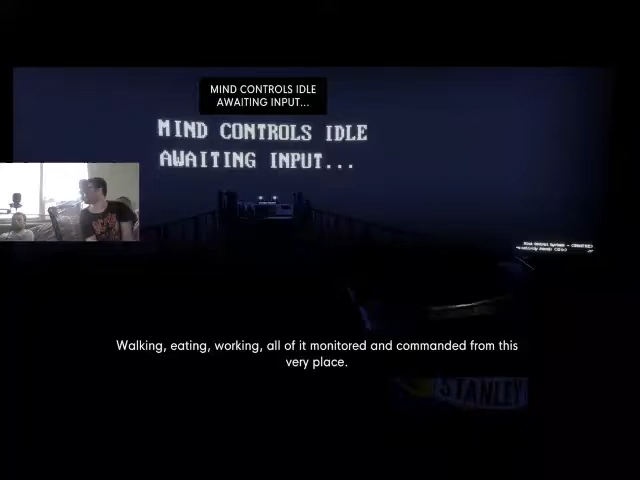 MIND CONTROLS IDLE
AWAITING INPUT...
MIND CONTROLS IDLE
AWAITING INPUT...
Walking, eating, working, all of it monitored and commanded from this
very place.
STANLEY